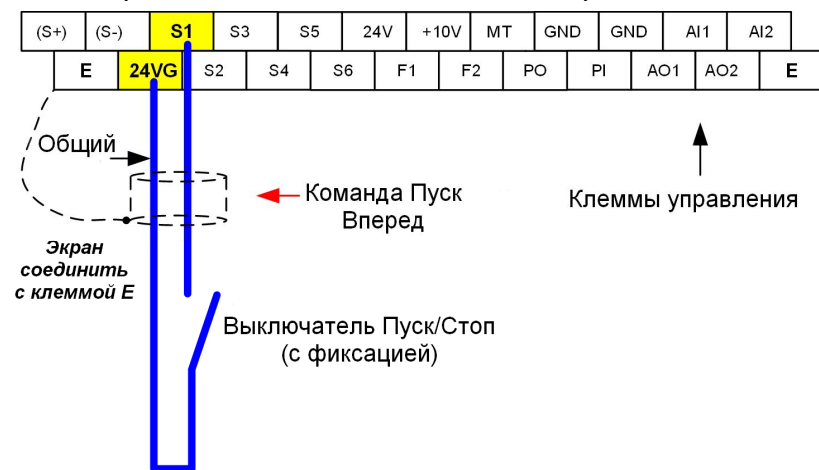 (S+) (S-) S1 S3 S5 24V +10V MT GND GND AI1 AI2
E 24VG S2 S4 S6 F1 F2 PO PI AO1 AO2 E
Общий
Команда Пуск
Вперед
Клеммы управления
Экран
соединить
с клеммой E
Выключатель Пуск/Стоп
(с фиксацией)